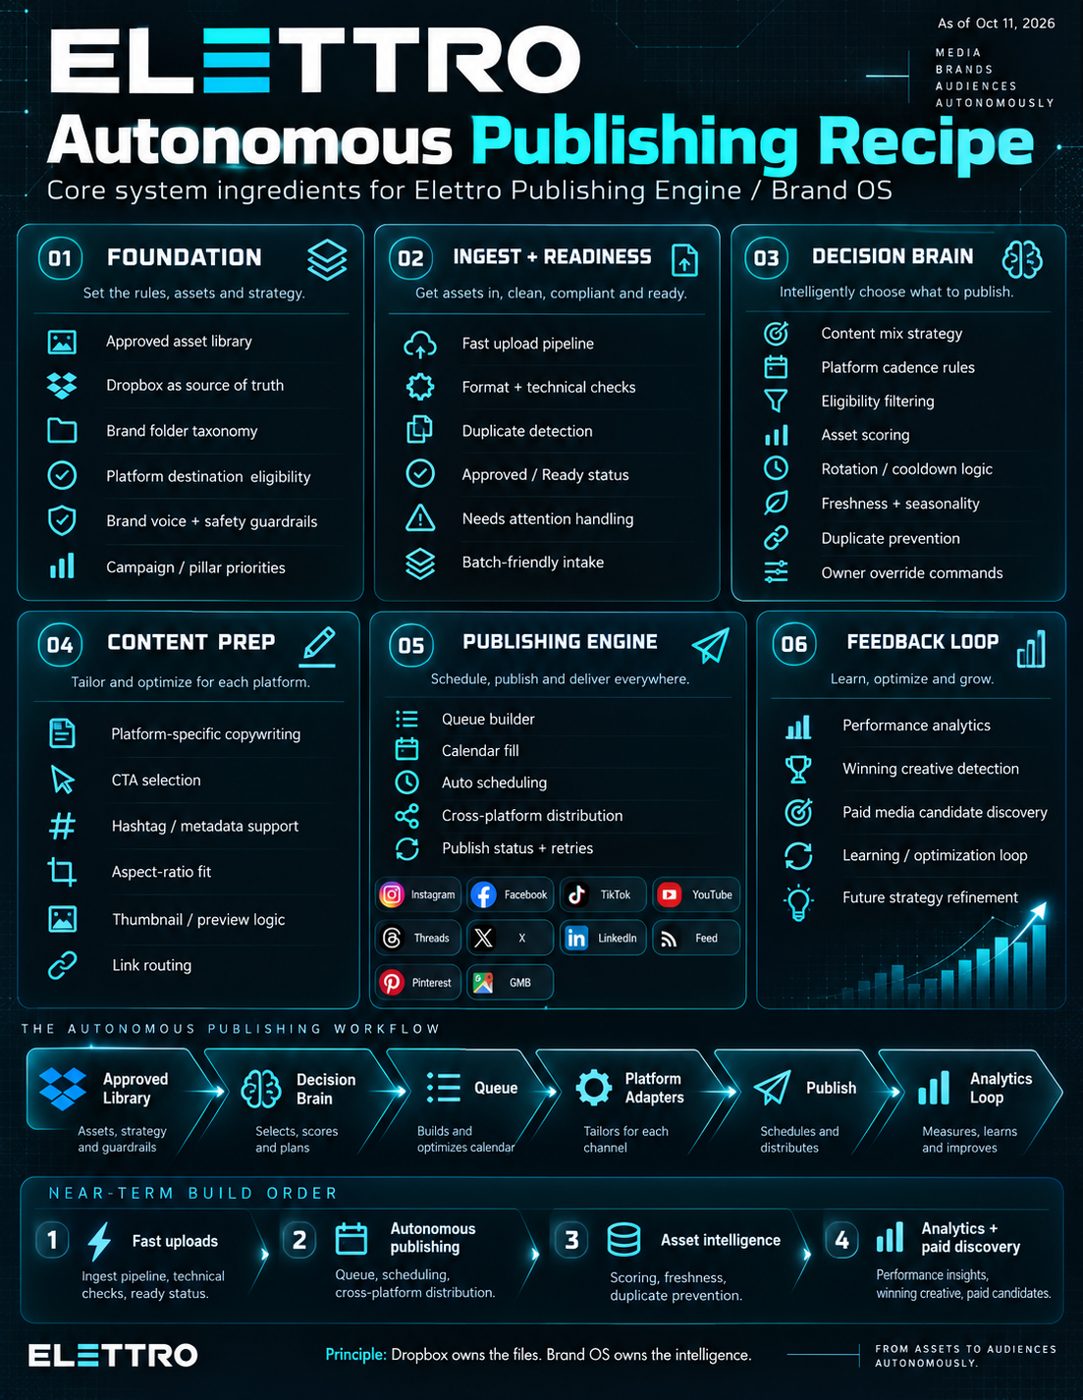 As of Oct 11, 2026
ELETTRO
MEDIA
BRANDS
AUDIENCES
AUTONOMOUSLY
Autonomous Publishing Recipe
Core system ingredients for Elettro Publishing Engine / Brand OS
01 FOUNDATION
Set the rules, assets and strategy.
Approved asset library
Dropbox as source of truth
Brand folder taxonomy
Platform destination eligibility
Brand voice + safety guardrails
Campaign / pillar priorities
02 INGEST + READINESS
Get assets in, clean, compliant and ready.
Fast upload pipeline
Format + technical checks
Duplicate detection
Approved / Ready status
Needs attention handling
Batch-friendly intake
03 DECISION BRAIN
Intelligently choose what to publish.
Content mix strategy
Platform cadence rules
Eligibility filtering
Asset scoring
Rotation / cooldown logic
Freshness + seasonality
Duplicate prevention
Owner override commands
04 CONTENT PREP
Tailor and optimize for each platform.
Platform-specific copywriting
CTA selection
Hashtag / metadata support
Aspect-ratio fit
Thumbnail / preview logic
Link routing
05 PUBLISHING ENGINE
Schedule, publish and deliver everywhere.
Queue builder
Calendar fill
Auto scheduling
Cross-platform distribution
Publish status + retries
Instagram Facebook TikTok YouTube
Threads X LinkedIn Feed
Pinterest GMB
06 FEEDBACK LOOP
Learn, optimize and grow.
Performance analytics
Winning creative detection
Paid media candidate discovery
Learning / optimization loop
Future strategy refinement
THE AUTONOMOUS PUBLISHING WORKFLOW
Approved
Library
Assets, strategy
and guardrails
Decision
Brain
Selects, scores
and plans
Queue
Builds and
optimizes calendar
Platform
Adapters
Tailors for each
channel
Publish
Schedules and
distributes
Analytics
Loop
Measures, learns
and improves
NEAR-TERM BUILD ORDER
1 Fast uploads
Ingest pipeline, technical
checks, ready status.
2 Autonomous
publishing
Queue, scheduling,
cross-platform distribution.
3 Asset intelligence
Scoring, freshness,
duplicate prevention.
4 Analytics +
paid discovery
Performance insights,
winning creative, paid candidates.
ELETTRO
Principle: Dropbox owns the files. Brand OS owns the intelligence.
FROM ASSETS TO AUDIENCES
AUTONOMOUSLY.